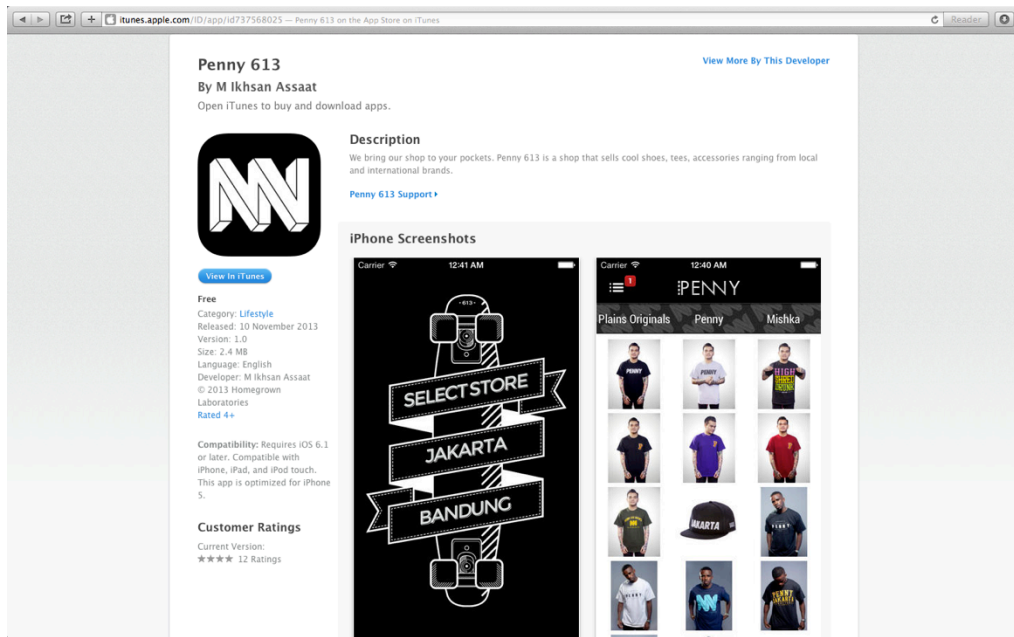 itunes.apple.com/ID/app/id737568025 — Penny 613 on the App Store on iTunes
Reader
Penny 613
View More By This Developer
By M Ikhsan Assaat
Open iTunes to buy and download apps.
Description
We bring our shop to your pockets. Penny 613 is a shop that sells cool shoes, tees, accessories ranging from local
and international brands.
Penny 613 Support
View In iTunes
Free
Category: Lifestyle
Released: 10 November 2013
Version: 1.0
Size: 2.4 MB
Language: English
Developer: M Ikhsan Assaat
© 2013 Homegrown
Laboratories
Rated 4+
Compatibility: Requires iOS 6.1
or later. Compatible with
iPhone, iPad, and iPod touch.
This app is optimized for iPhone
5.
Customer Ratings
Current Version:
★★★★ 12 Ratings
iPhone Screenshots
Carrier 12:41 AM
-613-
SELECT STORE
JAKARTA
BANDUNG
Carrier 12:40 AM
1
PENNY
Plains Originals Penny Mishka
PENNY
PENNY
HIGH
JAKARTA
PENNY
JAKARTA